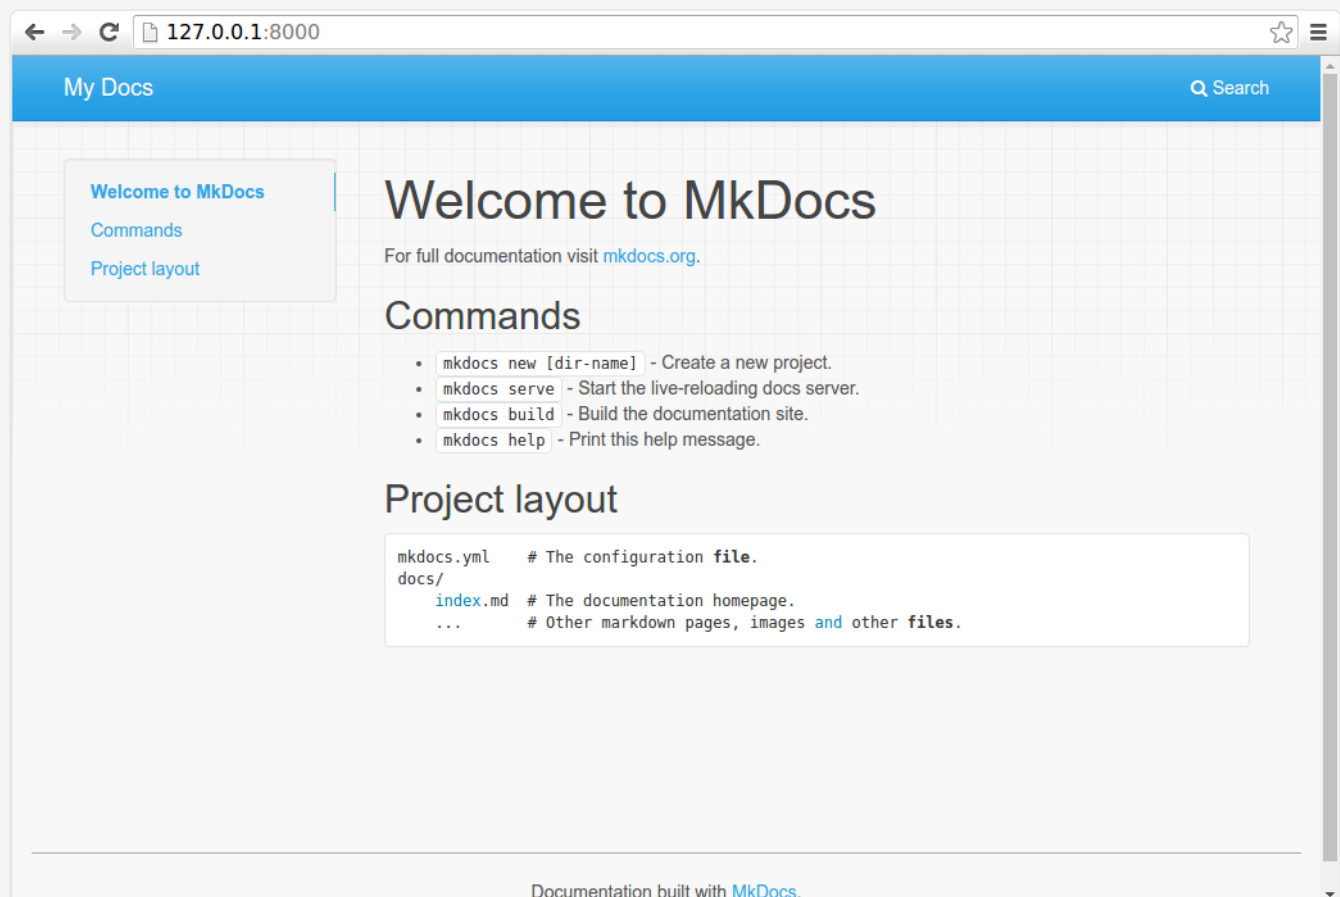 127.0.0.1:8000
My Docs
Search
Welcome to MkDocs
Commands
Project layout
Welcome to MkDocs
For full documentation visit mkdocs.org.
Commands
mkdocs new [dir-name] - Create a new project.
mkdocs serve - Start the live-reloading docs server.
mkdocs build - Build the documentation site.
mkdocs help - Print this help message.
Project layout
mkdocs.yml    # The configuration file.
docs/
    index.md  # The documentation homepage.
    ...       # Other markdown pages, images and other files.
Documentation built with MkDocs.